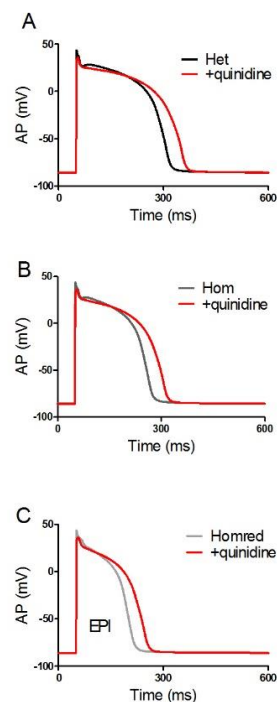 A
Het
+quinidine
AP (mV)
50
0
-50
-100
0
300
600
Time (ms)
B
Hom
+quinidine
AP (mV)
50
0
-50
-100
0
300
600
Time (ms)
C
Homred
+quinidine
AP (mV)
50
0
-50
-100
EPI
0
300
600
Time (ms)